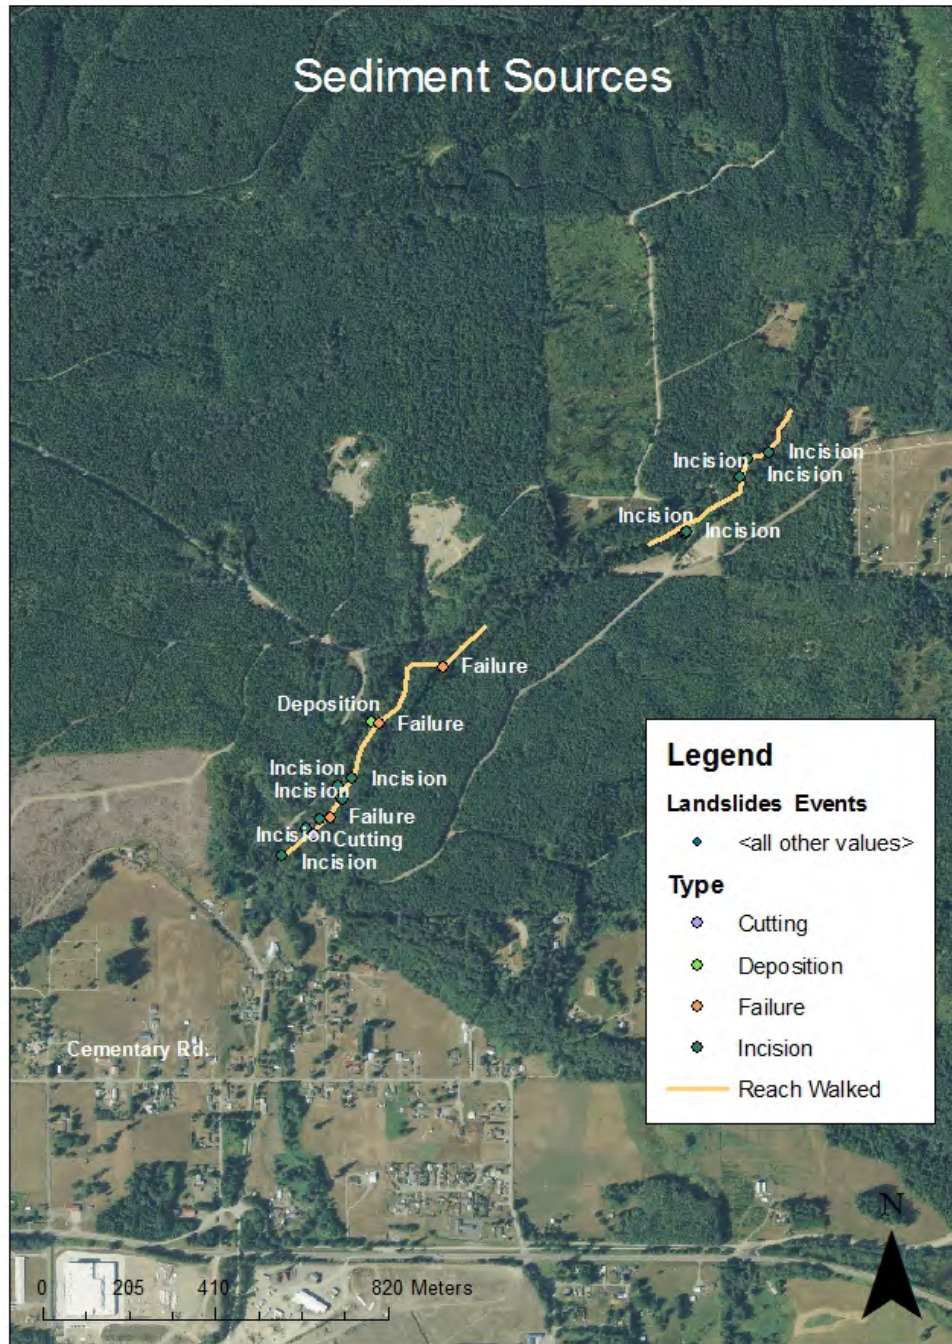 Sediment Sources
Incision
Incision
Incision
Incision
Incision
Failure
Deposition
Failure
Incision
Incision
Incision
Failure
Incision
Cutting
Incision
Legend
Landslides Events
<all other values>
Type
Cutting
Deposition
Failure
Incision
Reach Walked
Cementary Rd.
N
0 205 410 820 Meters